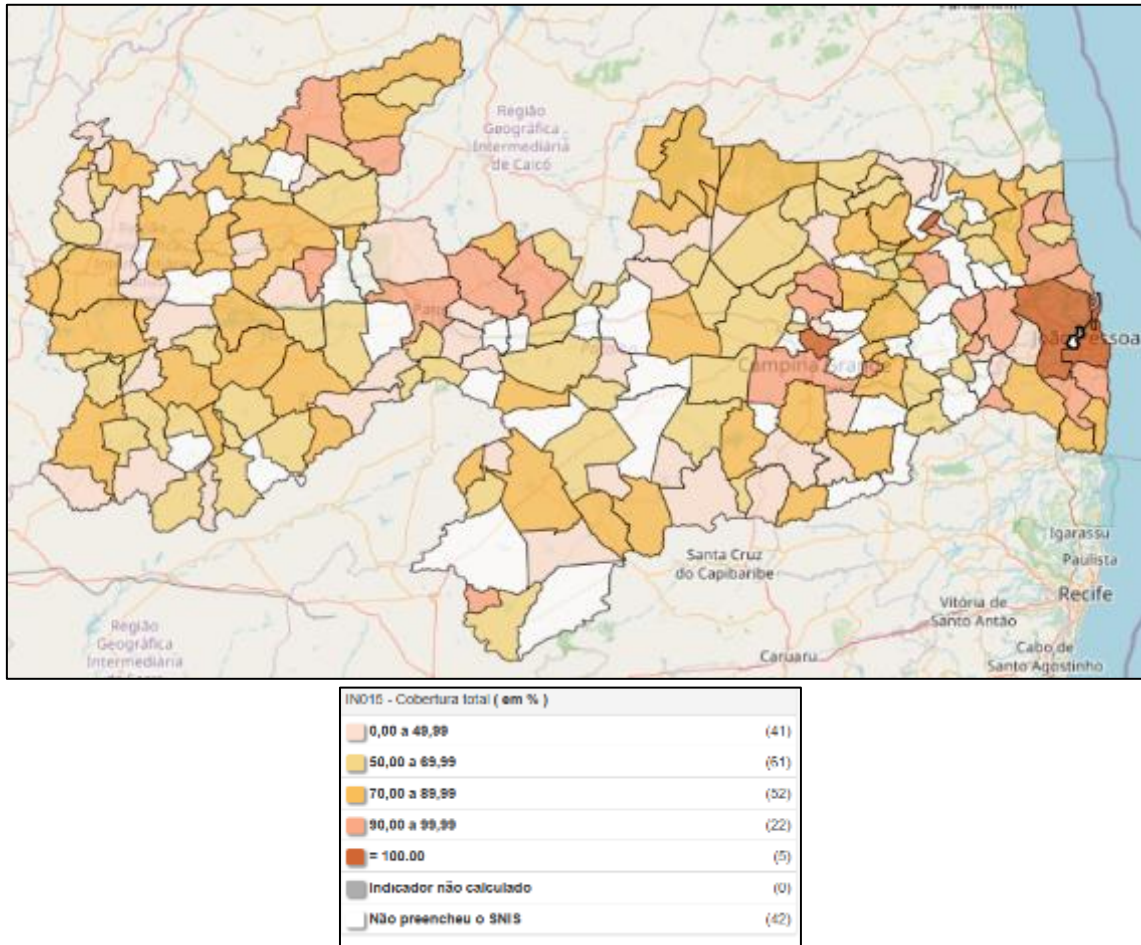 Região
Geográfica
Intermediária
de Caicó
João Pessoa
Campina Grande
Santa Cruz
do Capibaribe
Igarassu
Paulista
Recife
Vitória de
Santo Antão
Caruaru
Cabo de
Santo Agostinho
Região
Geográfica
Intermediária
IN015 - Cobertura total ( em % )
0,00 a 49,99 (41)
50,00 a 69,99 (61)
70,00 a 89,99 (52)
90,00 a 99,99 (22)
= 100.00 (5)
Indicador não calculado (0)
Não preencheu o SNIS (42)